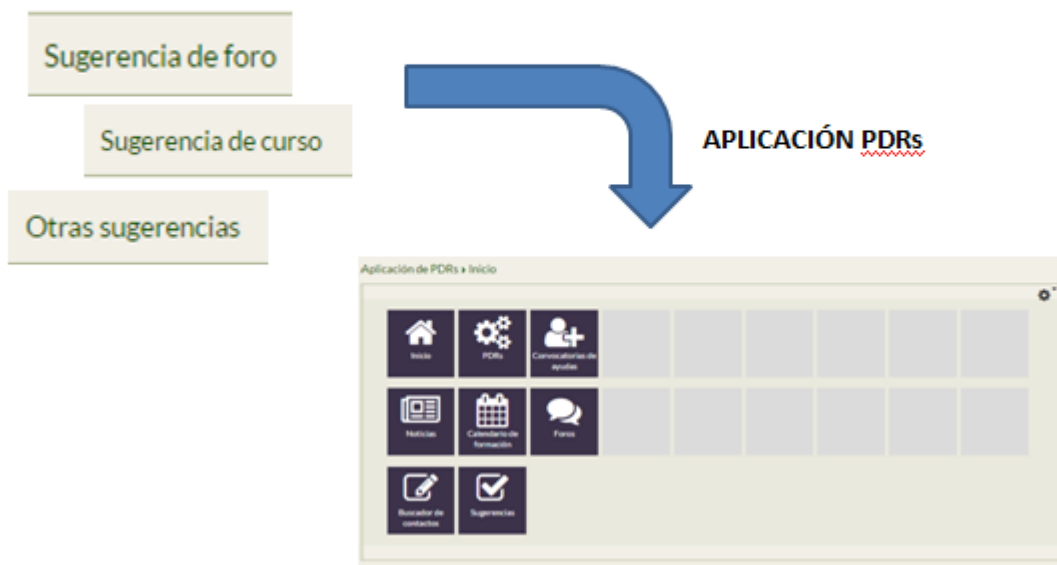 Sugerencia de foro
Sugerencia de curso
Otras sugerencias
APLICACIÓN PDRs
Aplicación de PDRs › Inicio
Inicio
PDRs
Convocatorias de
ayudas
Noticias
Calendario de
formación
Foros
Buscador de
contactos
Sugerencias